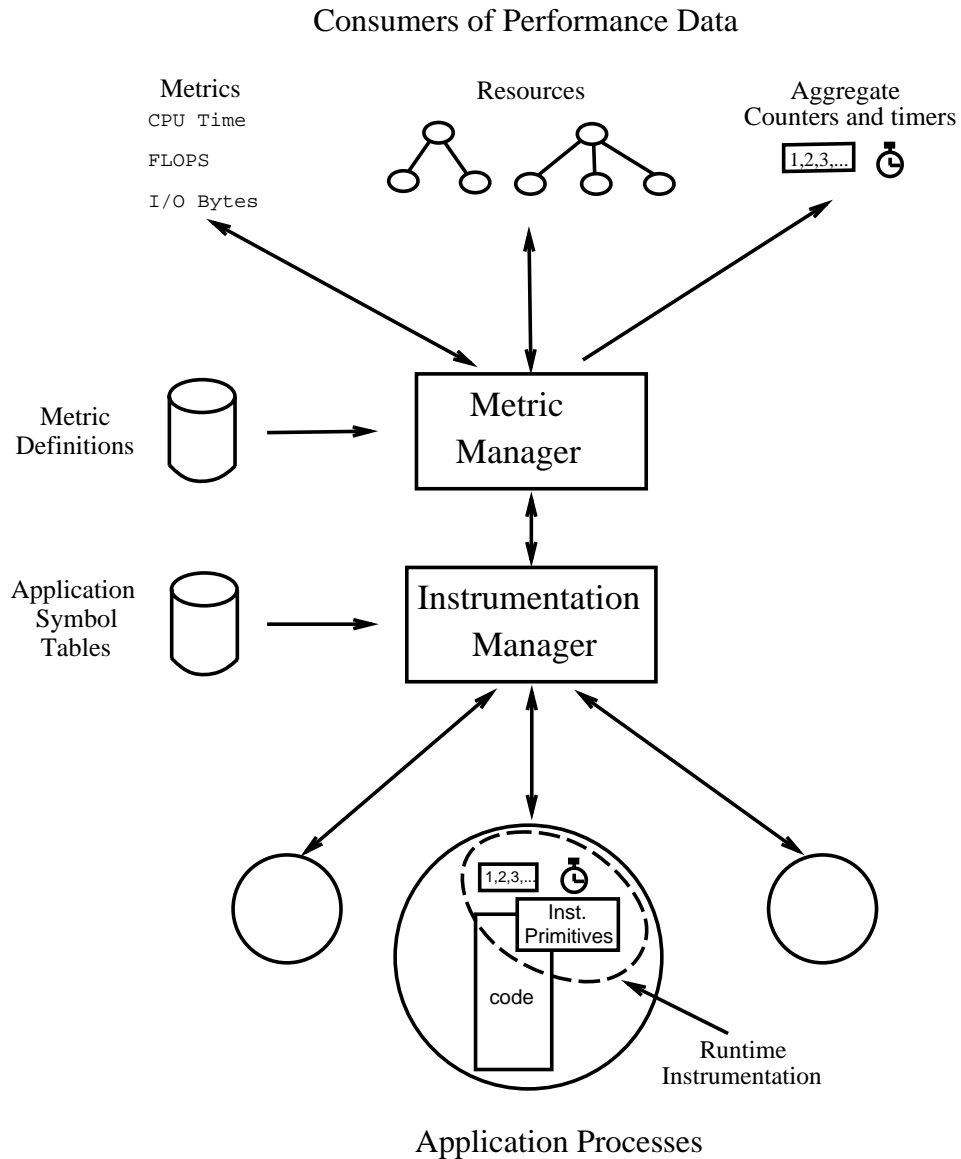 Consumers of Performance Data
Metrics
CPU Time
FLOPS
I/O Bytes
Resources
Aggregate
Counters and timers
1,2,3,...
Metric
Definitions
Metric
Manager
Application
Symbol
Tables
Instrumentation
Manager
1,2,3,...
Inst.
Primitives
code
Runtime
Instrumentation
Application Processes